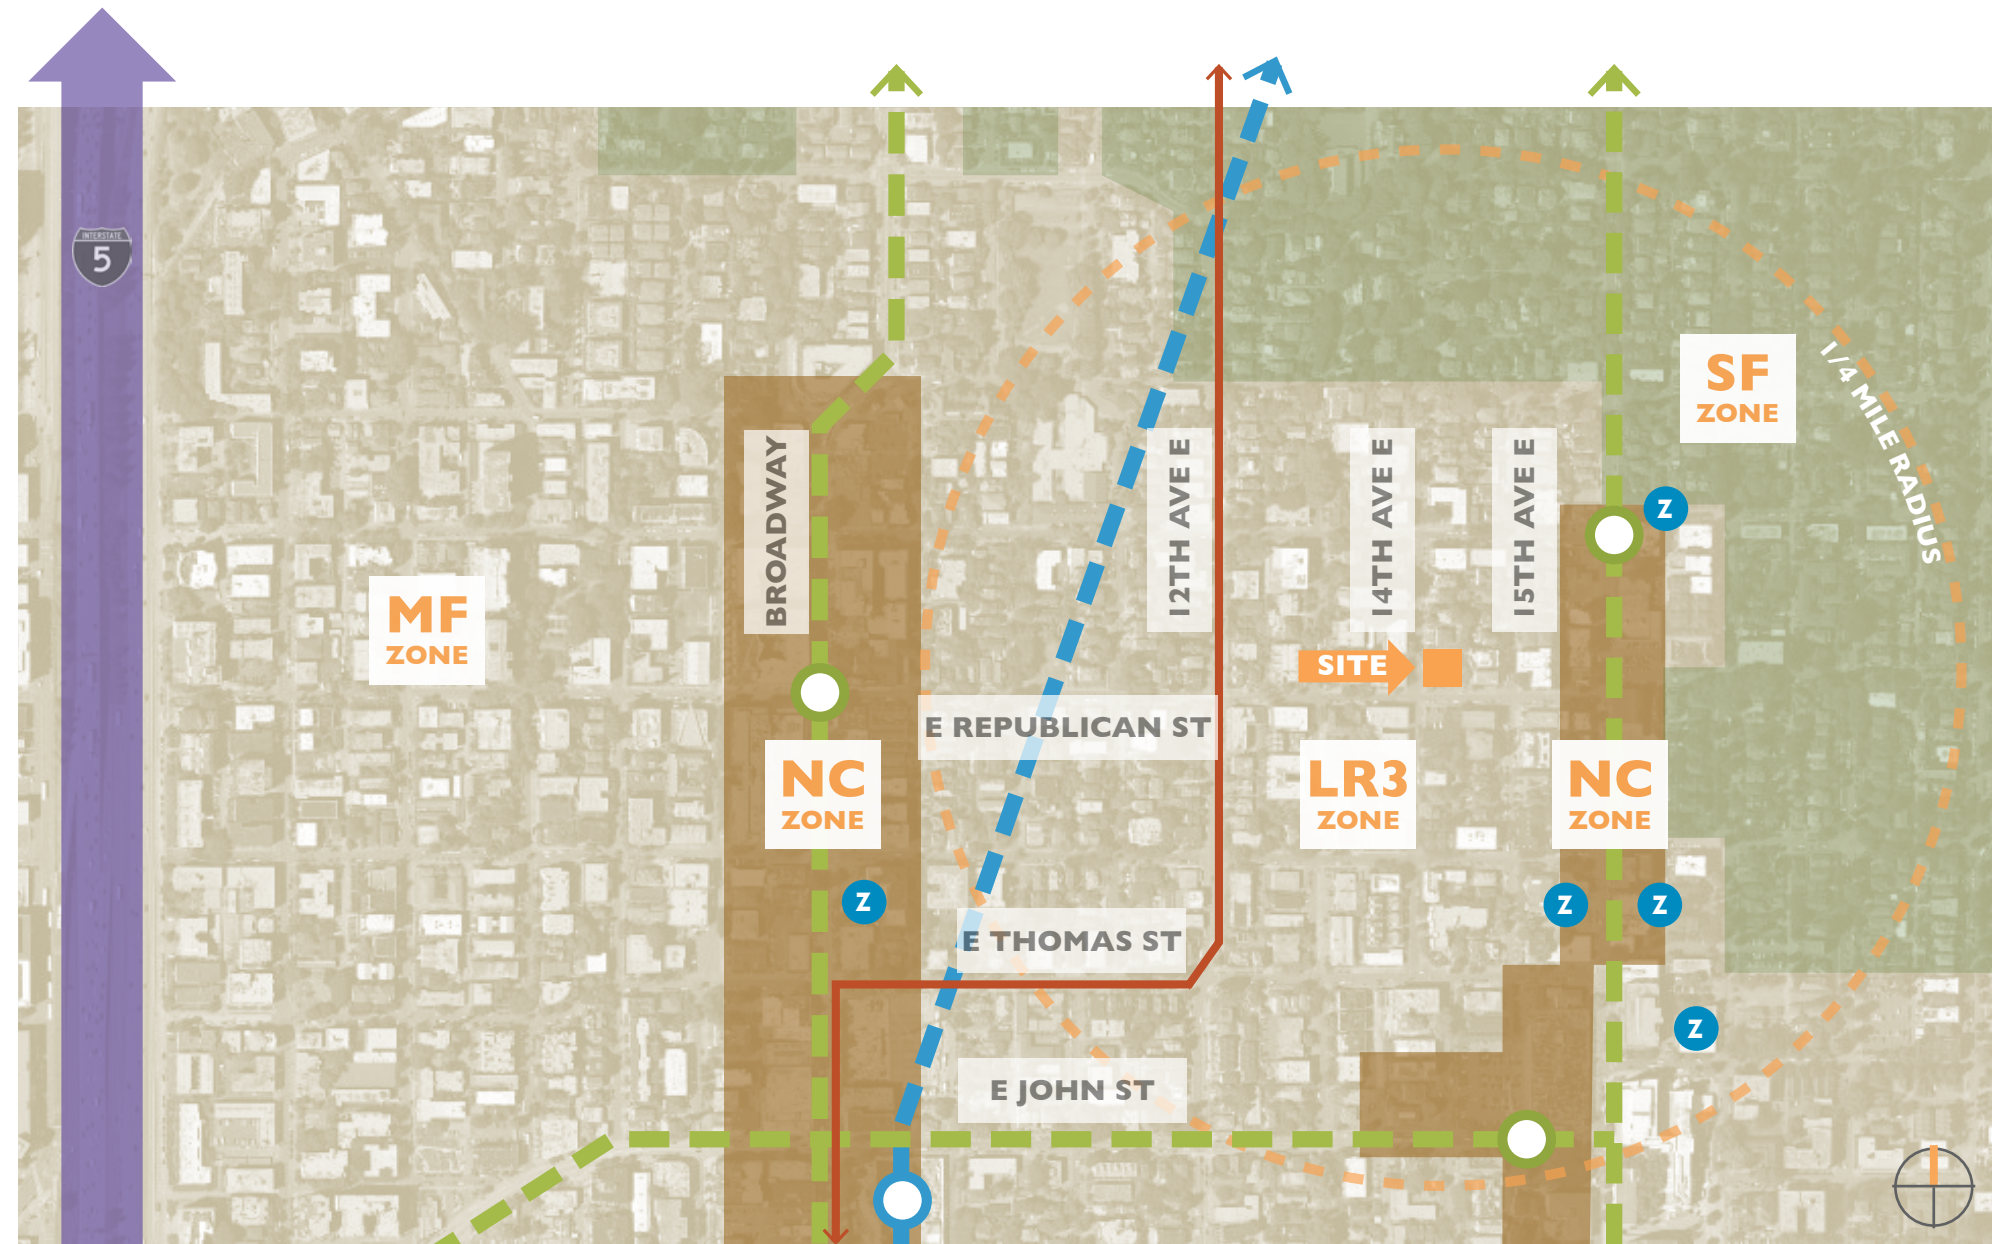 INTERSTATE
5
SF
ZONE
1/4 MILE RADIUS
BROADWAY
12TH AVE E
14TH AVE E
15TH AVE E
Z
MF
ZONE
SITE
E REPUBLICAN ST
NC
ZONE
LR3
ZONE
NC
ZONE
Z
Z
Z
E THOMAS ST
Z
E JOHN ST